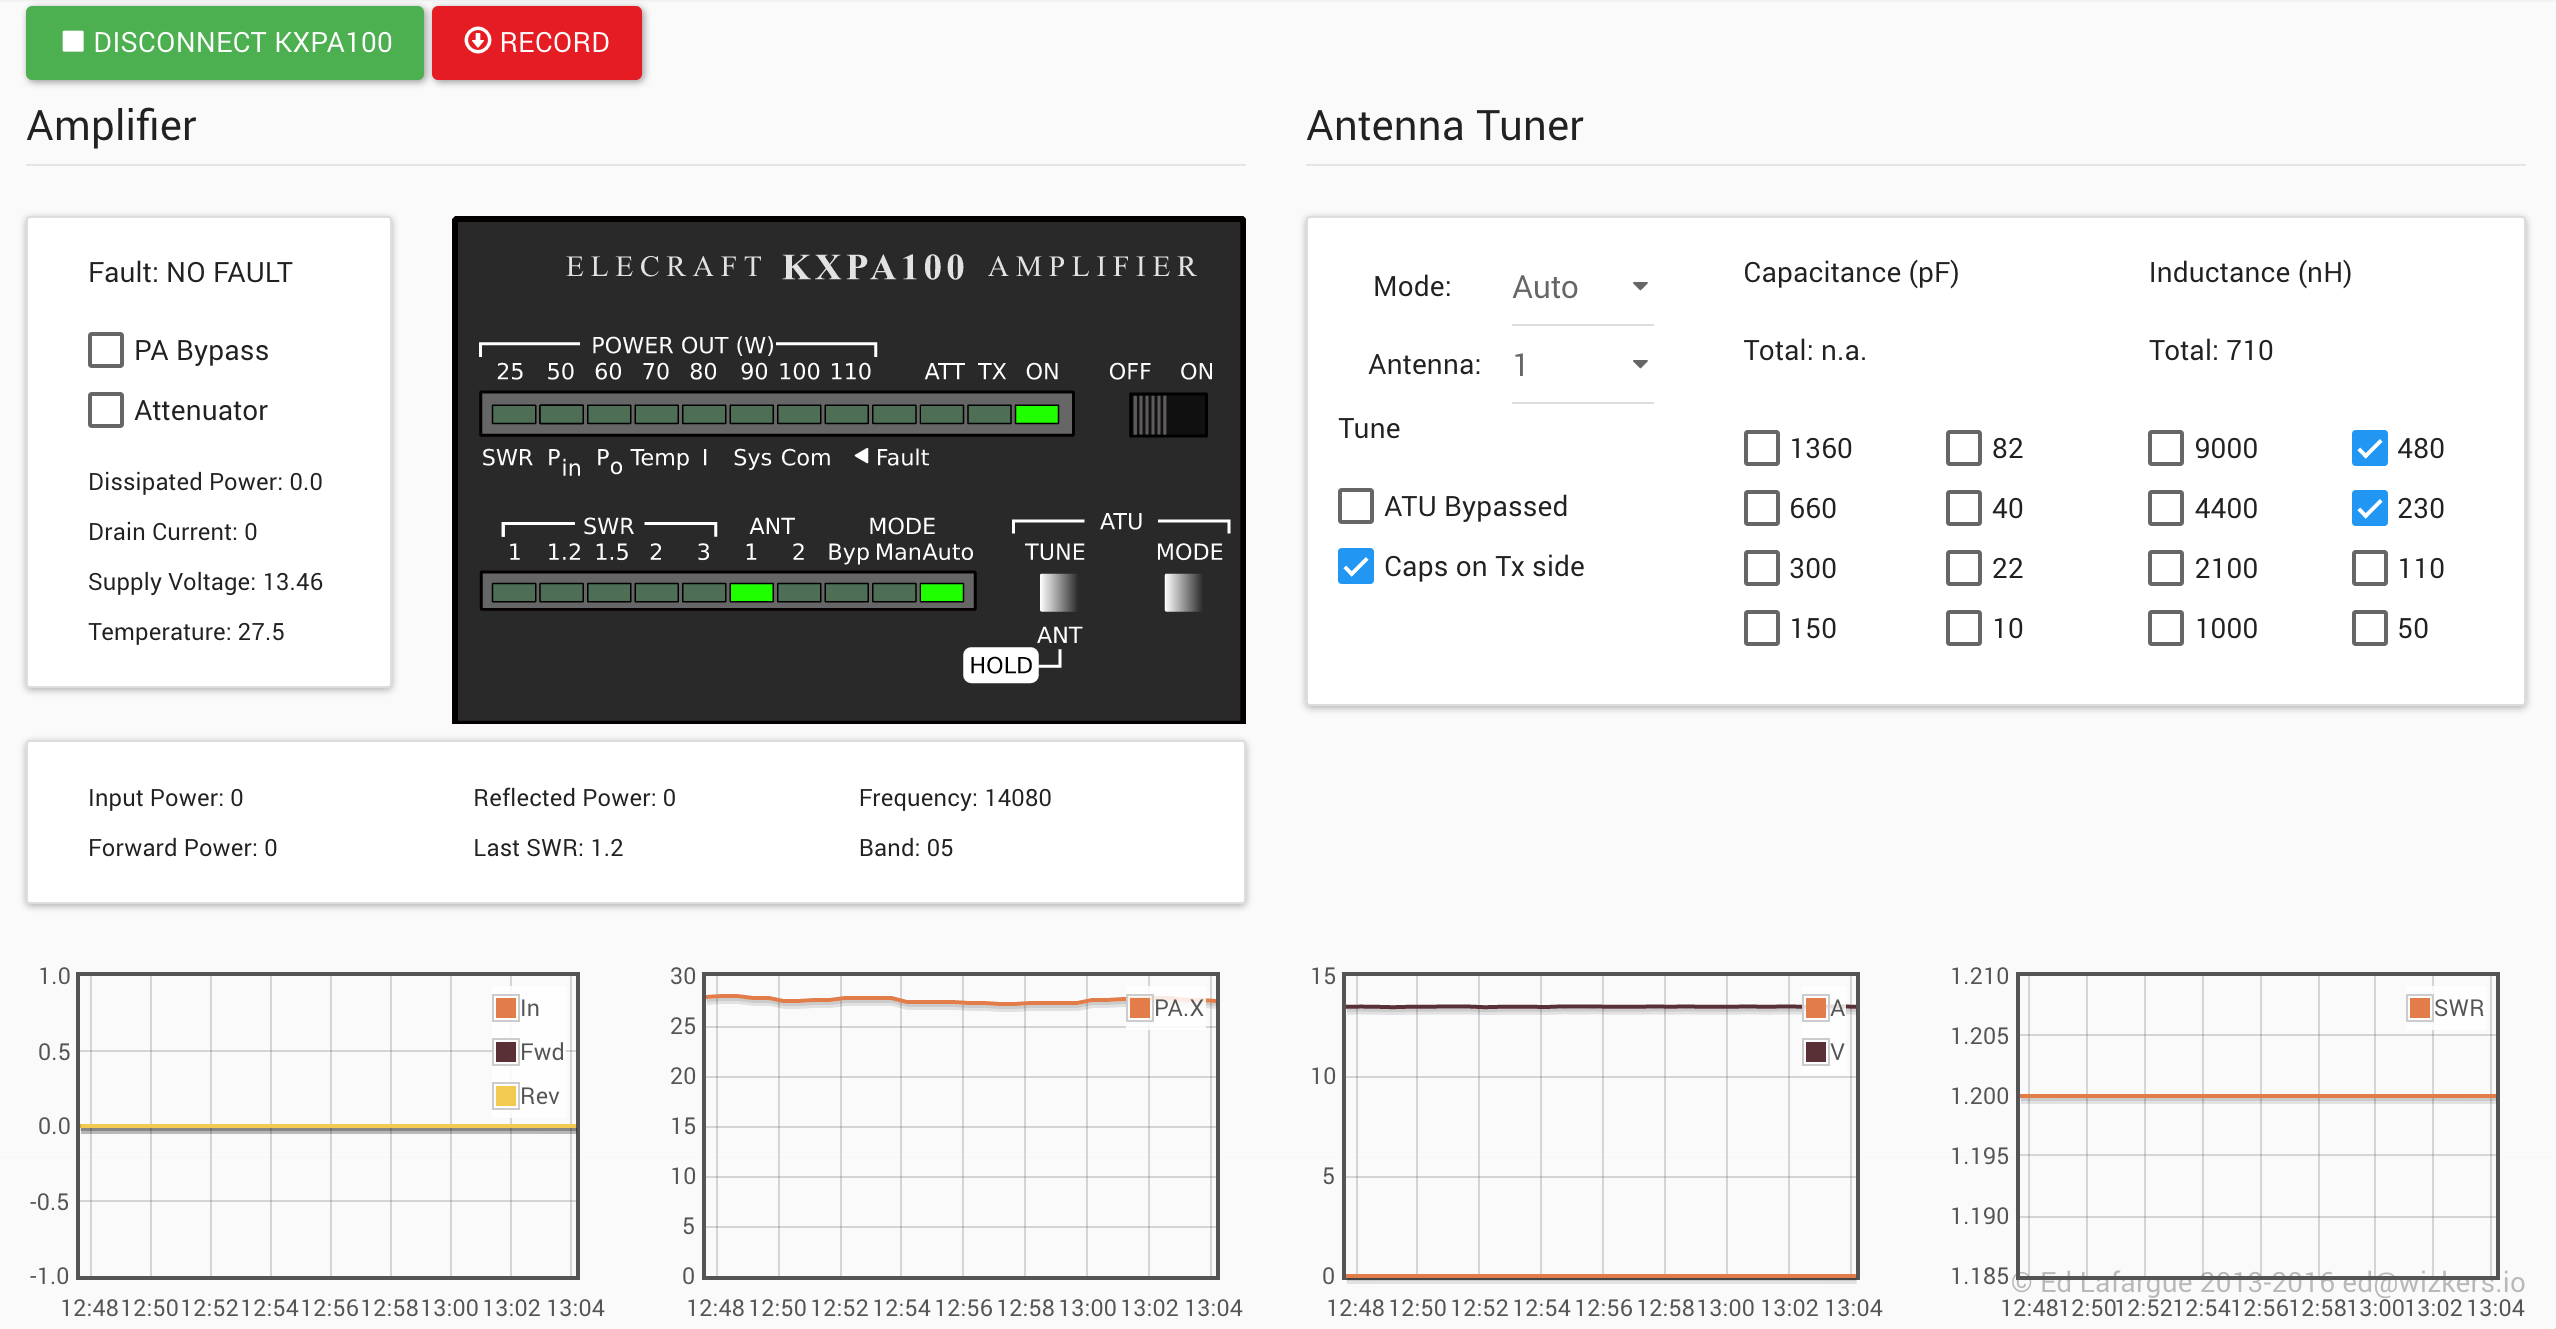 DISCONNECT KXPA100
RECORD
Amplifier
Fault: NO FAULT
PA Bypass
Attenuator
Dissipated Power: 0.0
Drain Current: 0
Supply Voltage: 13.46
Temperature: 27.5
ELECRAFT KXPA100 AMPLIFIER
POWER OUT (W)
25 50 60 70 80 90 100 110 ATT TX ON OFF ON
SWR Pin Po Temp I Sys Com ◀ Fault
SWR ANT MODE ATU
1 1.2 1.5 2 3 1 2 Byp Man Auto TUNE MODE
ANT
HOLD
Input Power: 0 Reflected Power: 0 Frequency: 14080
Forward Power: 0 Last SWR: 1.2 Band: 05
Antenna Tuner
Mode: Auto
Antenna: 1
Tune
ATU Bypassed
Caps on Tx side
Capacitance (pF)
Total: n.a.
1360 82
660 40
300 22
150 10
Inductance (nH)
Total: 710
9000 480
4400 230
2100 110
1000 50
1.0
0.5
0.0
-0.5
-1.0
In
Fwd
Rev
12:48 12:50 12:52 12:54 12:56 12:58 13:00 13:02 13:04
30
25
20
15
10
5
0
PA.X
12:48 12:50 12:52 12:54 12:56 12:58 13:00 13:02 13:04
15
10
5
0
A
V
12:48 12:50 12:52 12:54 12:56 12:58 13:00 13:02 13:04
1.210
1.205
1.200
1.195
1.190
1.185
SWR
© Ed Lafargue 2013-2016 ed@wizkers.io
12:48 12:50 12:52 12:54 12:56 12:58 13:00 13:02 13:04